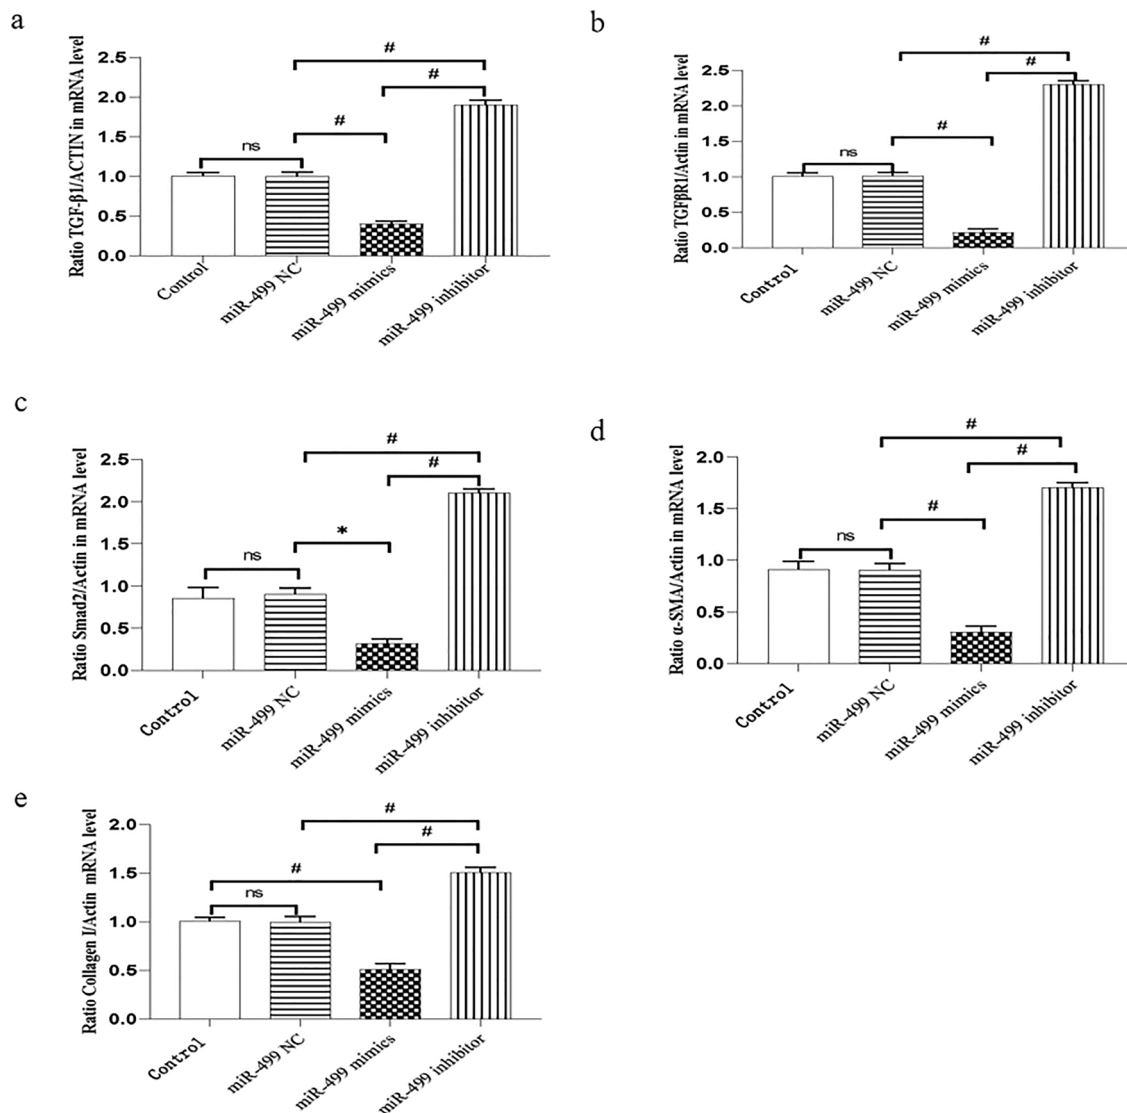 a
Ratio TGF-β1/ACTIN in mRNA level
2.5
2.0
1.5
1.0
0.5
0.0
#
#
#
ns
Control
miR-499 NC
miR-499 mimics
miR-499 inhibitor
b
Ratio TGFβR1/Actin in mRNA level
2.5
2.0
1.5
1.0
0.5
0.0
#
#
#
ns
Control
miR-499 NC
miR-499 mimics
miR-499 inhibitor
c
Ratio Smad2/Actin in mRNA level
2.5
2.0
1.5
1.0
0.5
0.0
#
#
*
ns
Control
miR-499 NC
miR-499 mimics
miR-499 inhibitor
d
Ratio α-SMA/Actin in mRNA level
2.0
1.5
1.0
0.5
0.0
#
#
#
ns
Control
miR-499 NC
miR-499 mimics
miR-499 inhibitor
e
Ratio Collagen I/Actin mRNA level
2.0
1.5
1.0
0.5
0.0
#
#
#
ns
Control
miR-499 NC
miR-499 mimics
miR-499 inhibitor